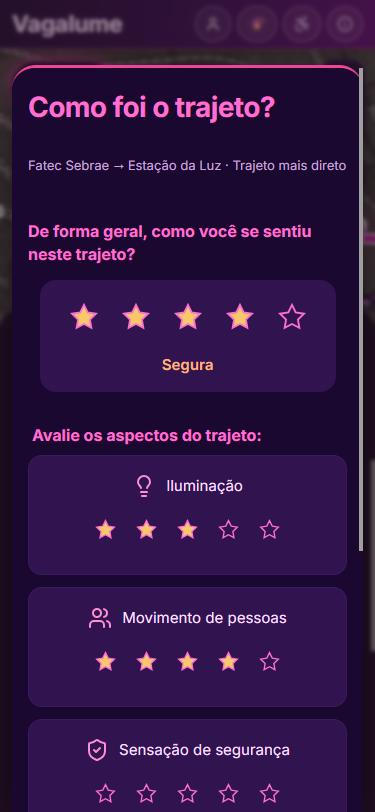 Vagalume
Como foi o trajeto?
Fatec Sebrae → Estação da Luz · Trajeto mais direto
De forma geral, como você se sentiu
neste trajeto?
Segura
Avalie os aspectos do trajeto:
Iluminação
Movimento de pessoas
Sensação de segurança